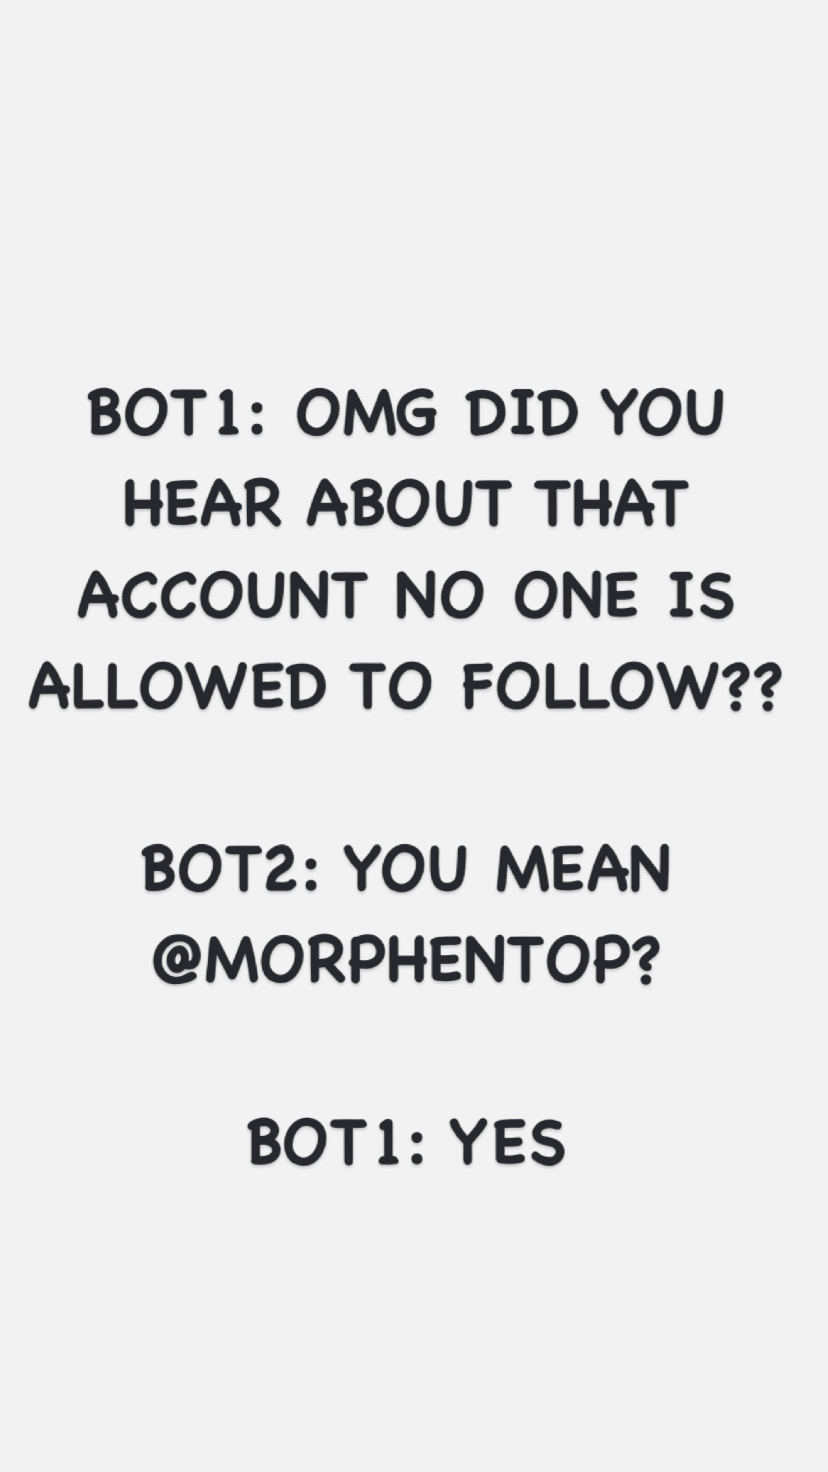 BOT1: OMG DID YOU
HEAR ABOUT THAT
ACCOUNT NO ONE IS
ALLOWED TO FOLLOW??
BOT2: YOU MEAN
@MORPHENTOP?
BOT1: YES